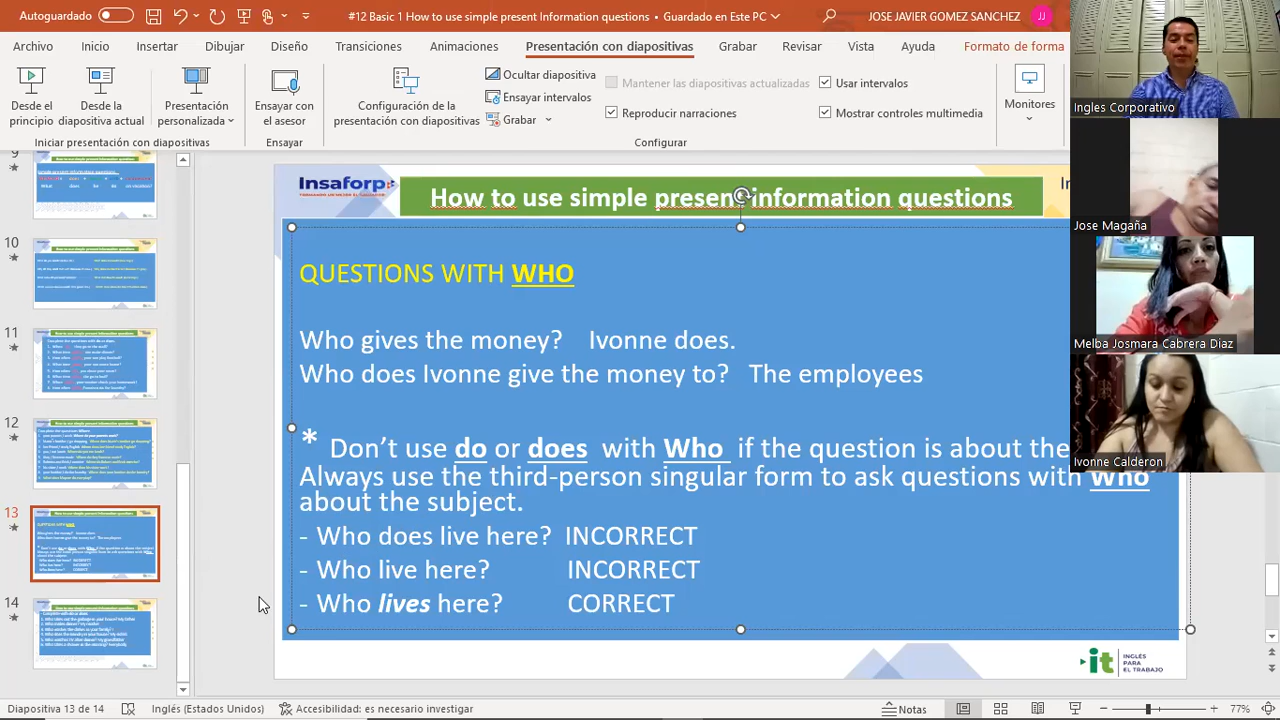 Autoguardado
#12 Basic 1 How to use simple present Information questions • Guardado en Este PC
JOSE JAVIER GOMEZ SANCHEZ
JJ
Archivo Inicio Insertar Dibujar Diseño Transiciones Animaciones Presentación con diapositivas Grabar Revisar Vista Ayuda Formato de forma
Desde el principio
Desde la diapositiva actual
Presentación personalizada
Ensayar con el asesor
Configuración de la presentación con diapositivas
Ocultar diapositiva
Ensayar intervalos
Grabar
Mantener las diapositivas actualizadas
Reproducir narraciones
Usar intervalos
Mostrar controles multimedia
Monitores
Iniciar presentación con diapositivas
Ensayar
Configurar
Ingles Corporativo
Jose Magaña
Melba Josmara Cabrera Diaz
Ivonne Calderon
10
11
12
13
14
Insaforp
How to use simple present information questions
QUESTIONS WITH WHO
Who gives the money? Ivonne does.
Who does Ivonne give the money to? The employees
* Don't use do or does with Who
about the
Always use the third-person singular form to ask questions with Who
about the subject.
- Who does live here? INCORRECT
- Who live here? INCORRECT
- Who lives here? CORRECT
it INGLÉS PARA EL TRABAJO
Diapositiva 13 de 14
Inglés (Estados Unidos)
Accesibilidad: es necesario investigar
Notas
77%